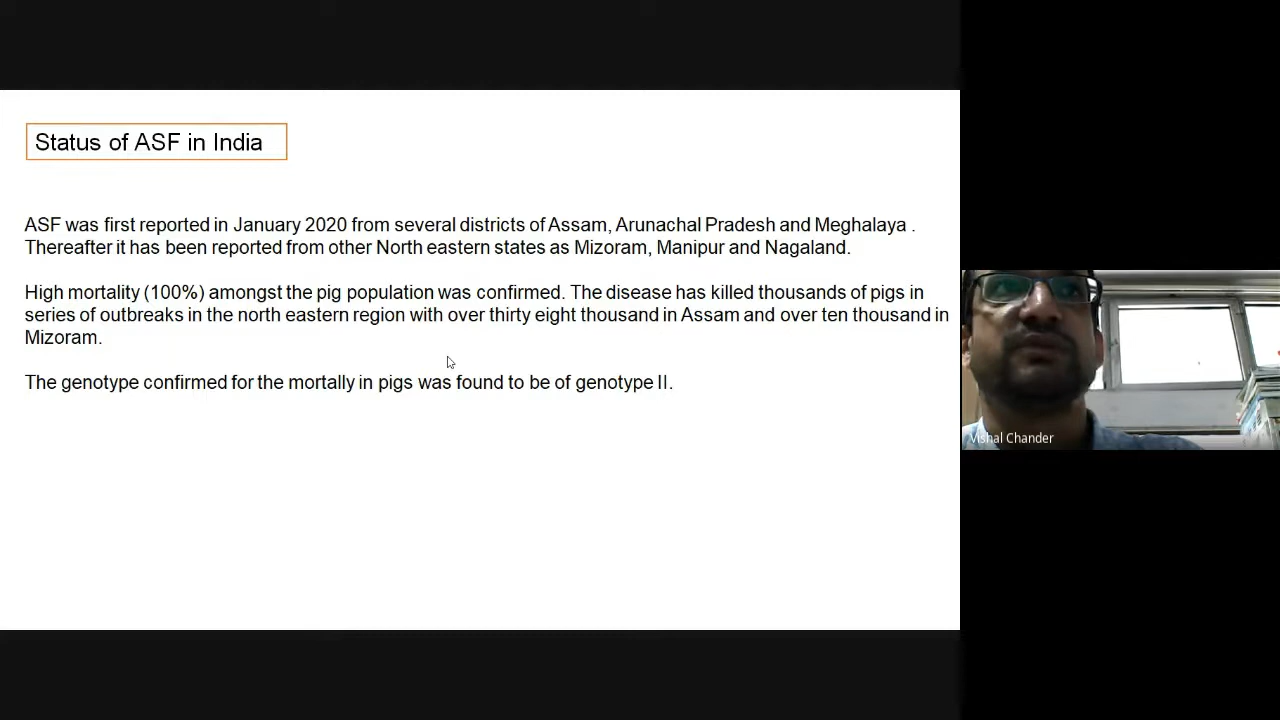 Status of ASF in India
ASF was first reported in January 2020 from several districts of Assam, Arunachal Pradesh and Meghalaya .
Thereafter it has been reported from other North eastern states as Mizoram, Manipur and Nagaland.
High mortality (100%) amongst the pig population was confirmed. The disease has killed thousands of pigs in
series of outbreaks in the north eastern region with over thirty eight thousand in Assam and over ten thousand in
Mizoram.
The genotype confirmed for the mortally in pigs was found to be of genotype II.
Vishal Chander